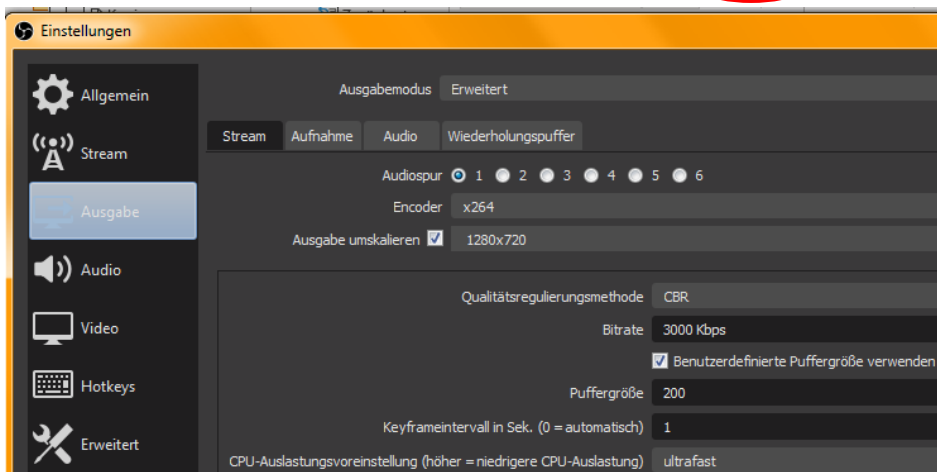 Einstellungen
Allgemein
Stream
Ausgabe
Audio
Video
Hotkeys
Erweitert
Ausgabemodus Erweitert
Stream Aufnahme Audio Wiederholungspuffer
Audiospur 1 2 3 4 5 6
Encoder x264
Ausgabe umskalieren 1280x720
Qualitätsregulierungsmethode CBR
Bitrate 3000 Kbps
Benutzerdefinierte Puffergröße verwenden
Puffergröße 200
Keyframeintervall in Sek. (0 = automatisch) 1
CPU-Auslastungsvoreinstellung (höher = niedrigere CPU-Auslastung) ultrafast